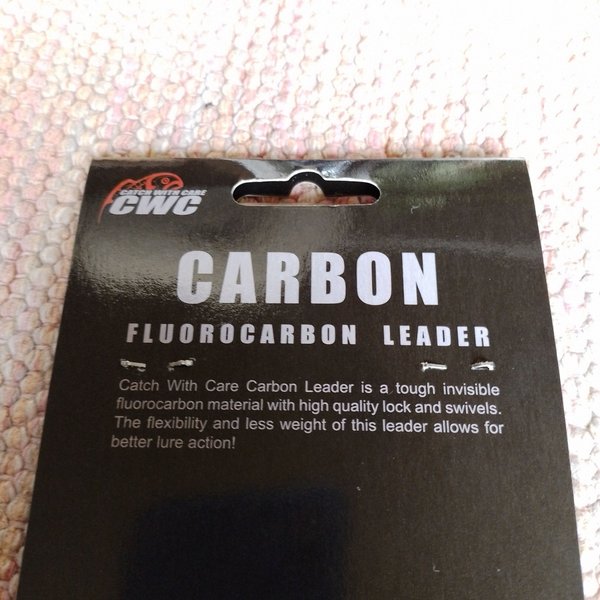 CATCH WITH CARE
CWC
CARBON
FLUOROCARBON LEADER
Catch With Care Carbon Leader is a tough invisible
fluorocarbon material with high quality lock and swivels.
The flexibility and less weight of this leader allows for
better lure action!